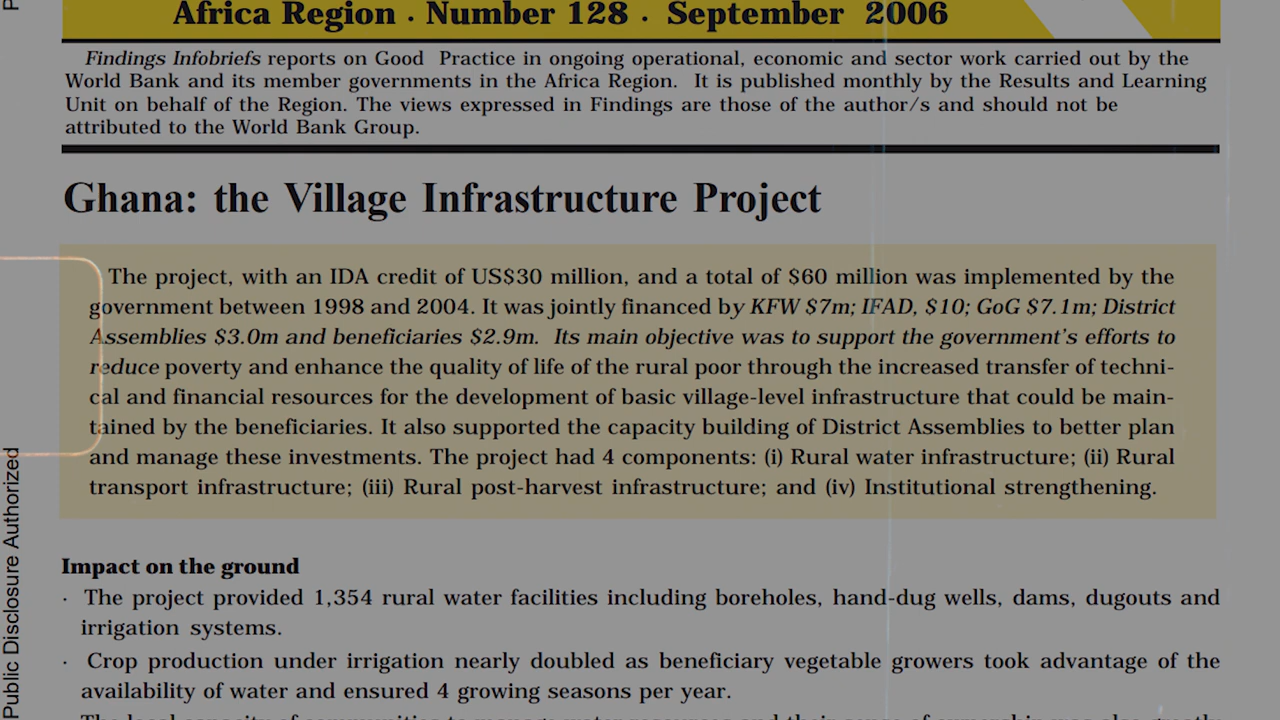 Africa Region · Number 128 · September 2006
Findings Infobriefs reports on Good Practice in ongoing operational, economic and sector work carried out by the
World Bank and its member governments in the Africa Region. It is published monthly by the Results and Learning
Unit on behalf of the Region. The views expressed in Findings are those of the author/s and should not be
attributed to the World Bank Group.
Ghana: the Village Infrastructure Project
The project, with an IDA credit of US$30 million, and a total of $60 million was implemented by the
government between 1998 and 2004. It was jointly financed by KFW $7m; IFAD, $10; GoG $7.1m; District
Assemblies $3.0m and beneficiaries $2.9m. Its main objective was to support the government's efforts to
reduce poverty and enhance the quality of life of the rural poor through the increased transfer of techni-
cal and financial resources for the development of basic village-level infrastructure that could be main-
tained by the beneficiaries. It also supported the capacity building of District Assemblies to better plan
and manage these investments. The project had 4 components: (i) Rural water infrastructure; (ii) Rural
transport infrastructure; (iii) Rural post-harvest infrastructure; and (iv) Institutional strengthening.
Impact on the ground
· The project provided 1,354 rural water facilities including boreholes, hand-dug wells, dams, dugouts and
irrigation systems.
· Crop production under irrigation nearly doubled as beneficiary vegetable growers took advantage of the
availability of water and ensured 4 growing seasons per year.
Public Disclosure Authorized